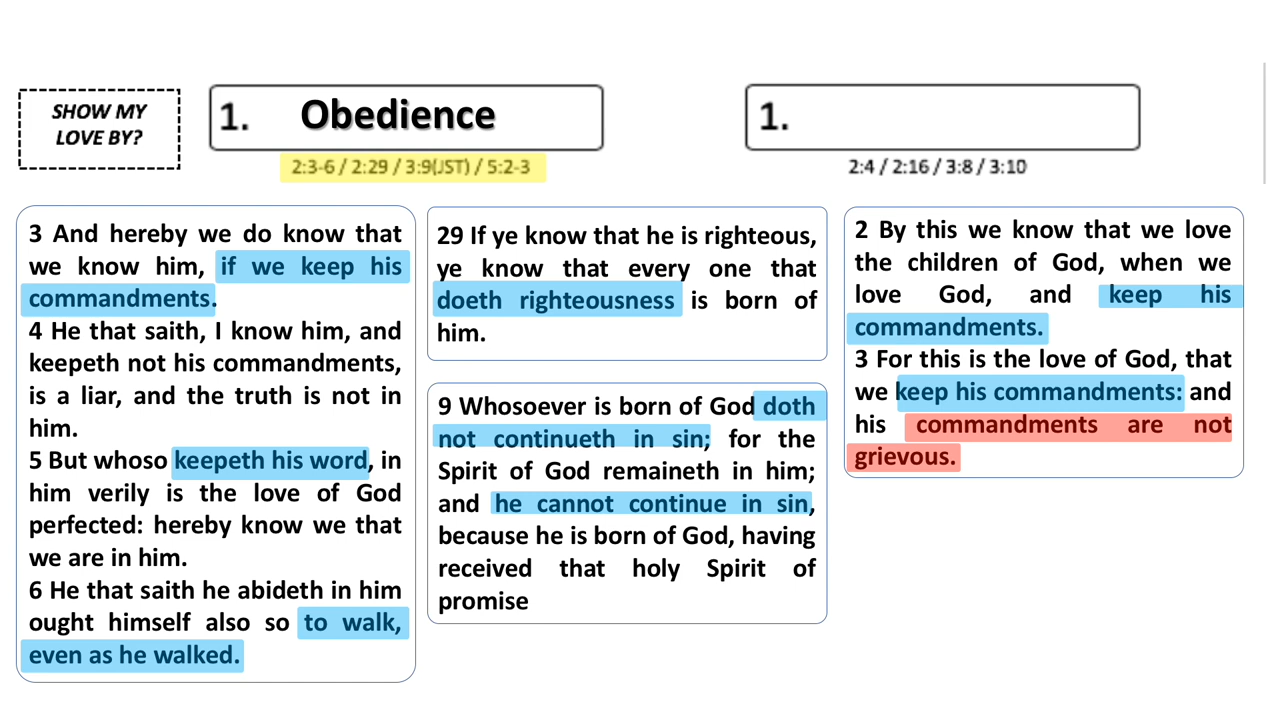 SHOW MY
LOVE BY?
1. Obedience
2:3-6 / 2:29 / 3:9(JST) / 5:2-3
1.
2:4 / 2:16 / 3:8 / 3:10
3 And hereby we do know that
we know him, if we keep his
commandments.
4 He that saith, I know him, and
keepeth not his commandments,
is a liar, and the truth is not in
him.
5 But whoso keepeth his word, in
him verily is the love of God
perfected: hereby know we that
we are in him.
6 He that saith he abideth in him
ought himself also so to walk,
even as he walked.
29 If ye know that he is righteous,
ye know that every one that
doeth righteousness is born of
him.
9 Whosoever is born of God doth
not continueth in sin; for the
Spirit of God remaineth in him;
and he cannot continue in sin,
because he is born of God, having
received that holy Spirit of
promise
2 By this we know that we love
the children of God, when we
love God, and keep his
commandments.
3 For this is the love of God, that
we keep his commandments: and
his commandments are not
grievous.